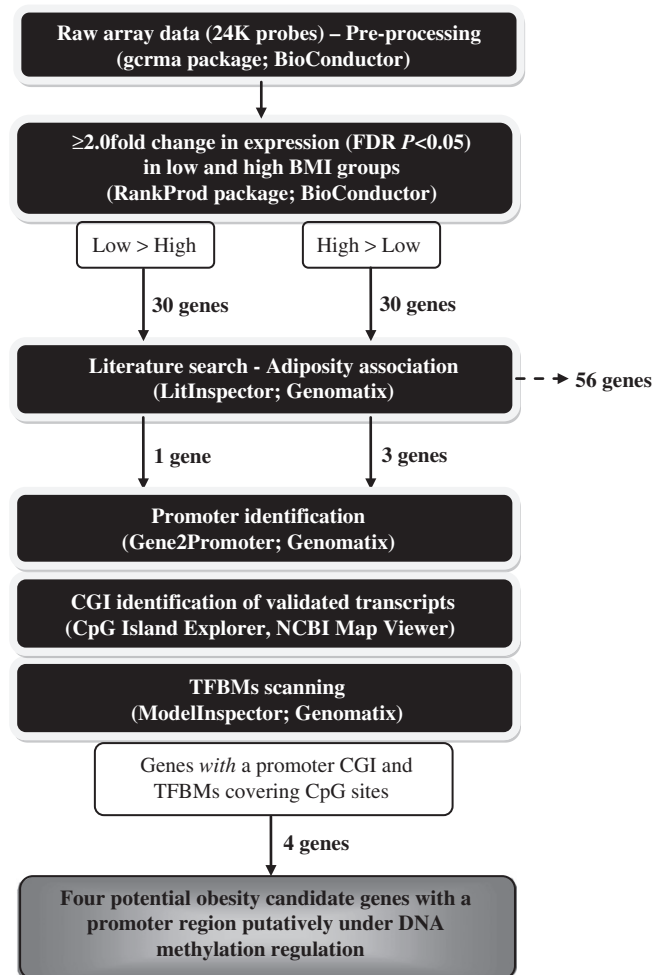 Raw array data (24K probes) – Pre-processing
(gcrma package; BioConductor)
≥2.0fold change in expression (FDR P<0.05)
in low and high BMI groups
(RankProd package; BioConductor)
Low > High
High > Low
30 genes
30 genes
Literature search - Adiposity association
(LitInspector; Genomatix)
56 genes
1 gene
3 genes
Promoter identification
(Gene2Promoter; Genomatix)
CGI identification of validated transcripts
(CpG Island Explorer, NCBI Map Viewer)
TFBMs scanning
(ModelInspector; Genomatix)
Genes with a promoter CGI and
TFBMs covering CpG sites
4 genes
Four potential obesity candidate genes with a
promoter region putatively under DNA
methylation regulation